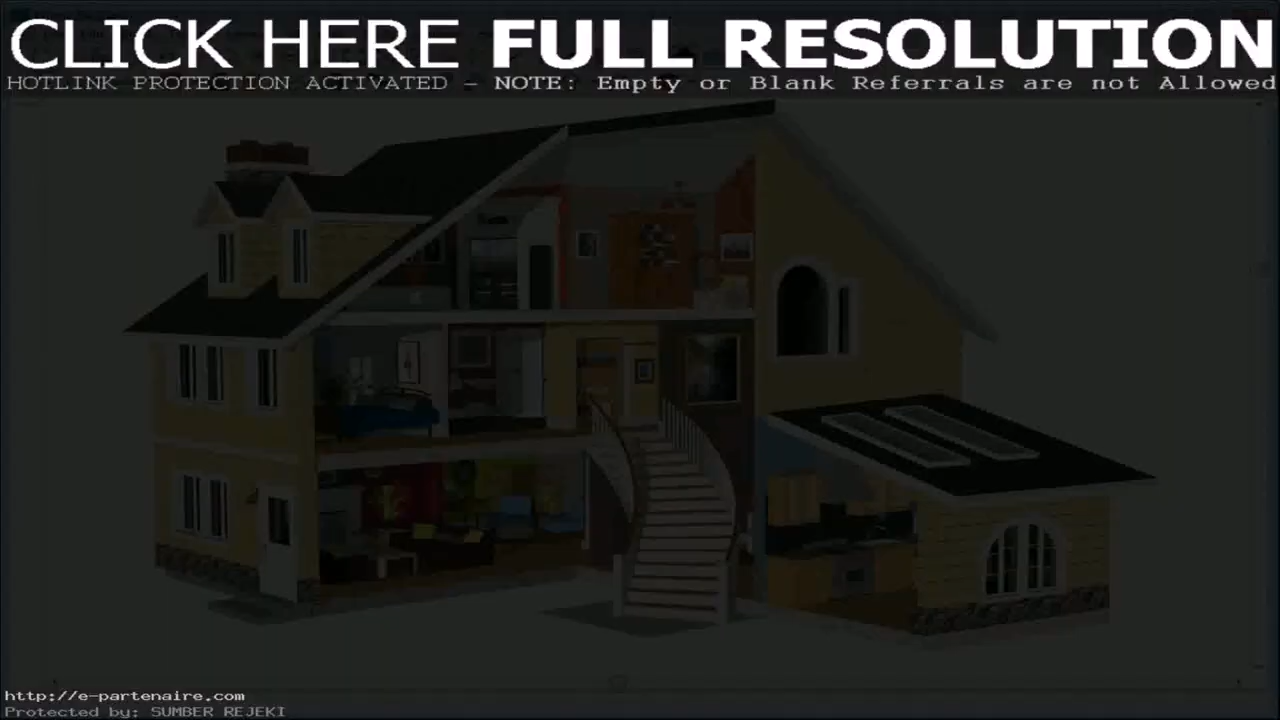 CLICK HERE FULL RESOLUTION
HOTLINK PROTECTION ACTIVATED - NOTE: Empty or Blank Referrals are not Allowed
http://e-partenaire.com
Protected by: SUMBER REJEKI